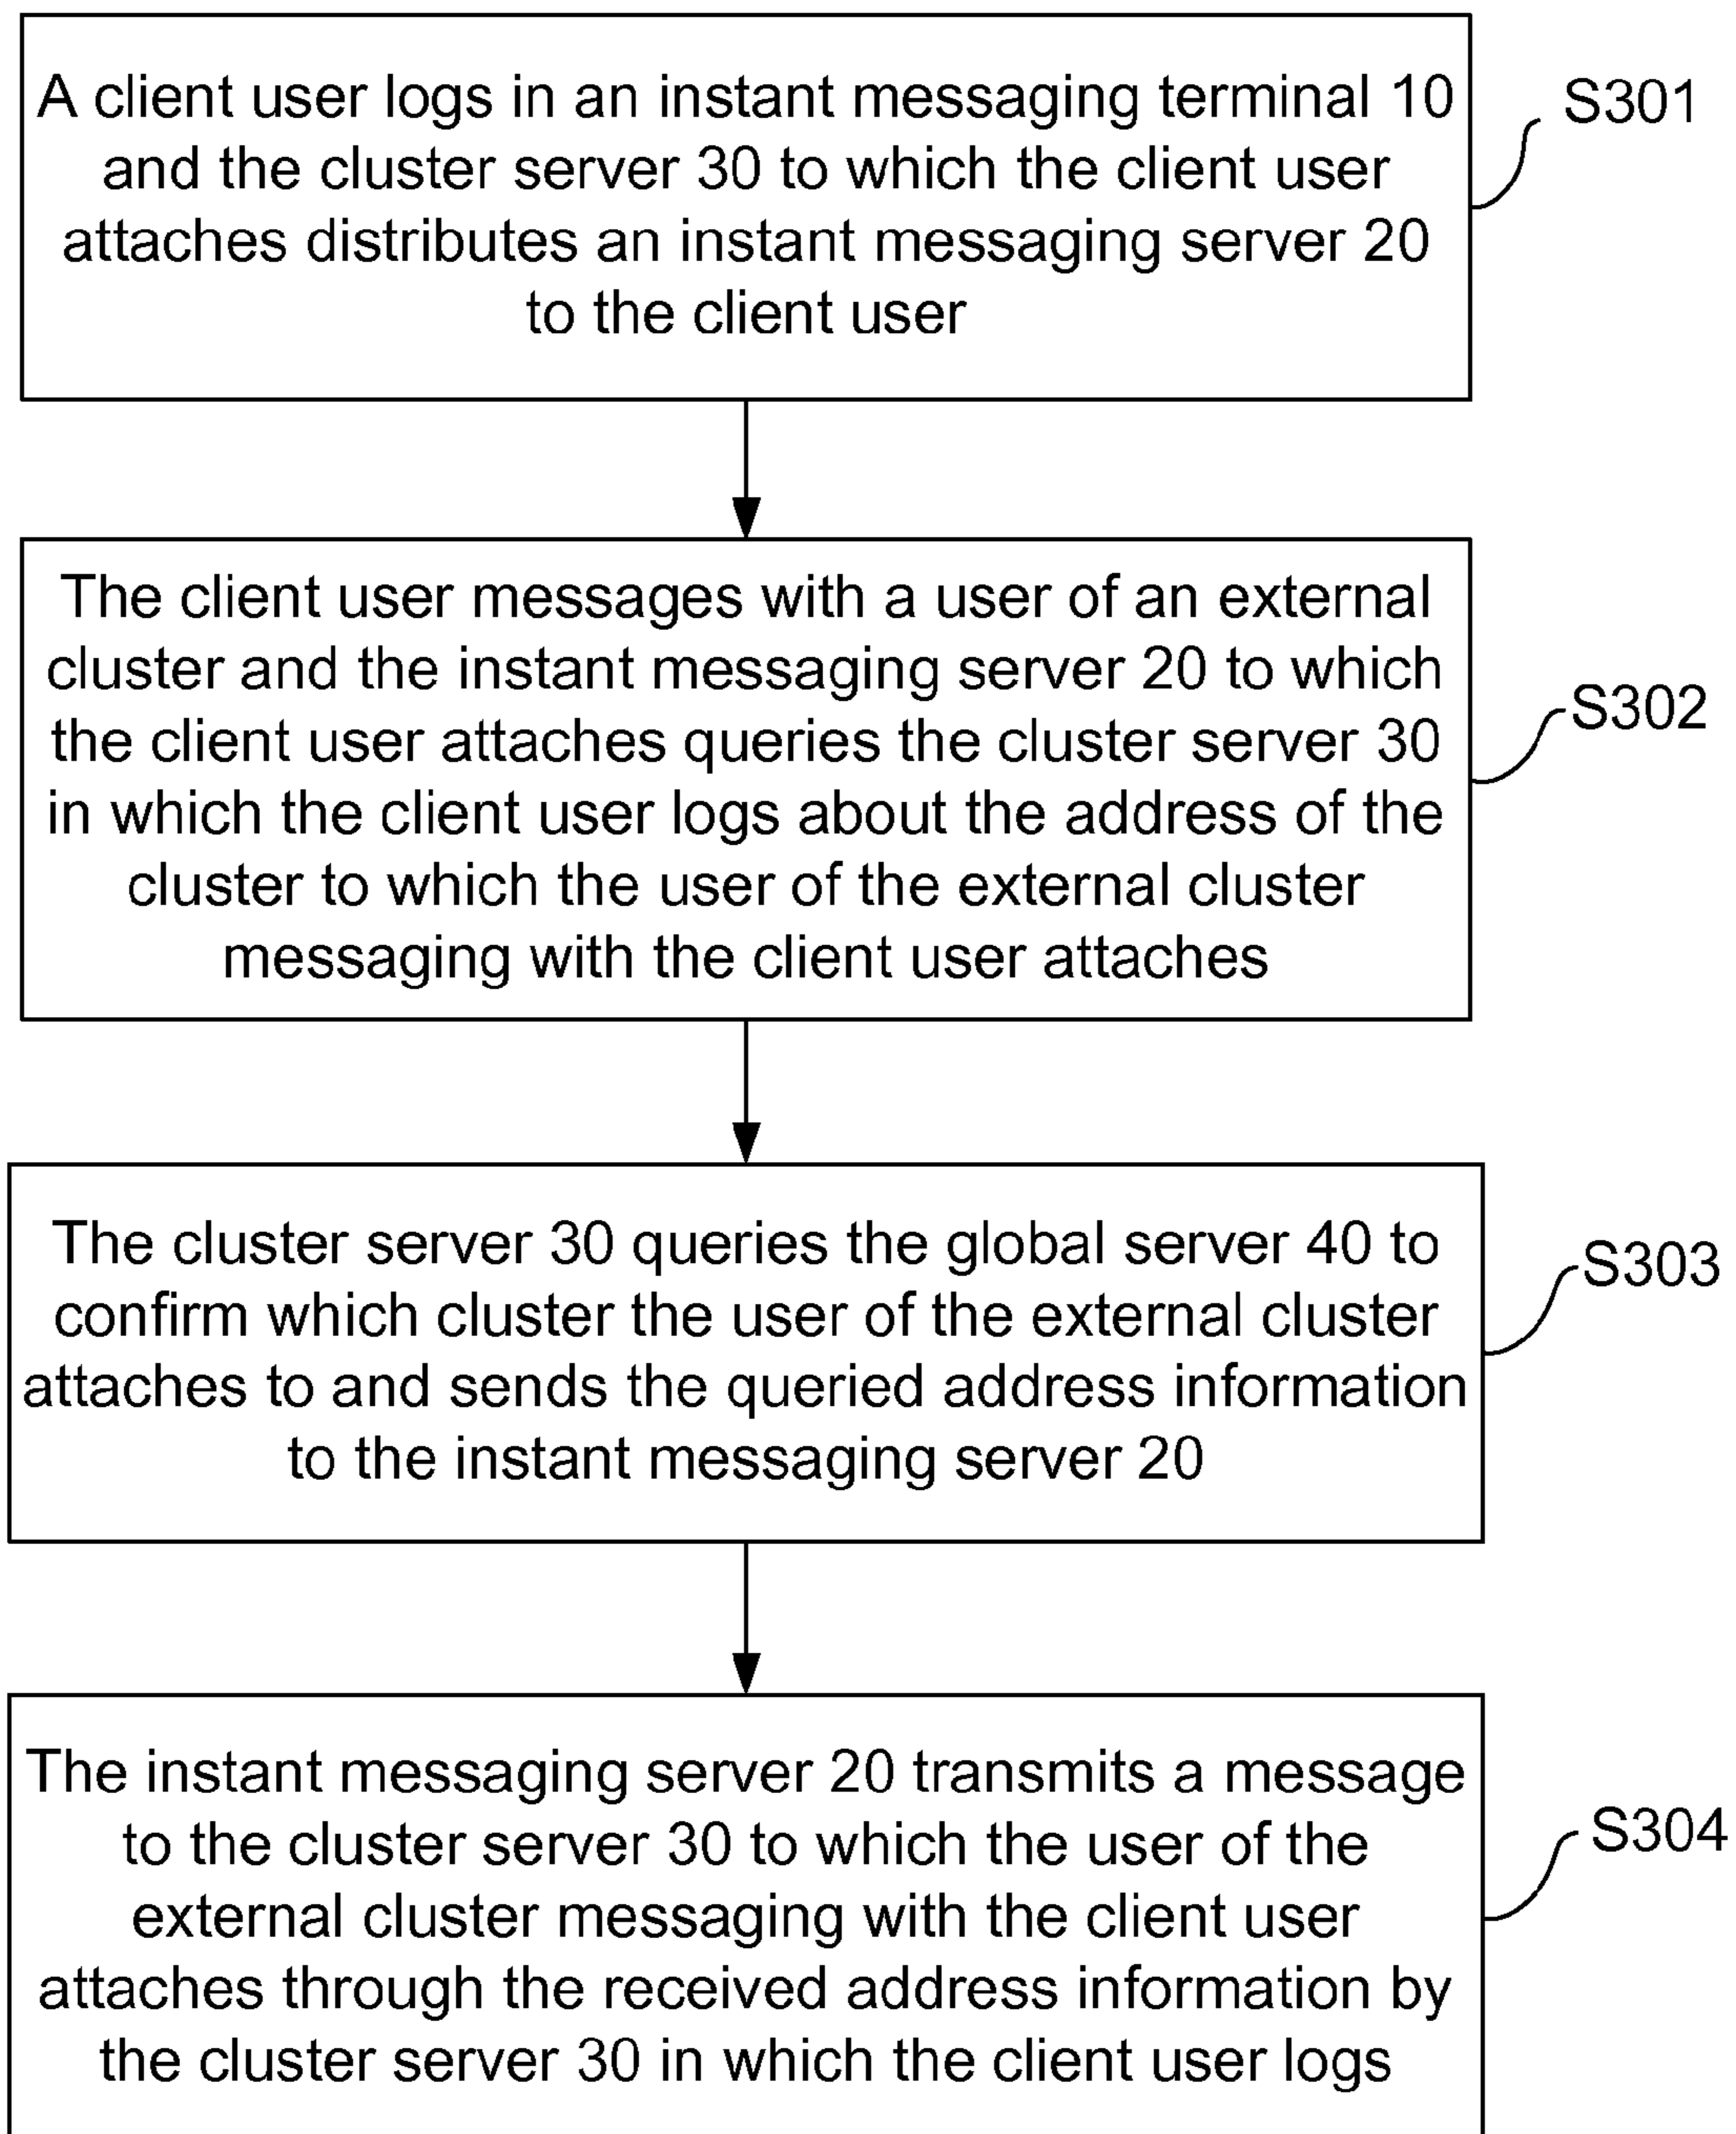 A client user logs in an instant messaging terminal 10
and the cluster server 30 to which the client user
attaches distributes an instant messaging server 20
to the client user
S301
The client user messages with a user of an external
cluster and the instant messaging server 20 to which
the client user attaches queries the cluster server 30
in which the client user logs about the address of the
cluster to which the user of the external cluster
messaging with the client user attaches
S302
The cluster server 30 queries the global server 40 to
confirm which cluster the user of the external cluster
attaches to and sends the queried address information
to the instant messaging server 20
S303
The instant messaging server 20 transmits a message
to the cluster server 30 to which the user of the
external cluster messaging with the client user
attaches through the received address information by
the cluster server 30 in which the client user logs
S304